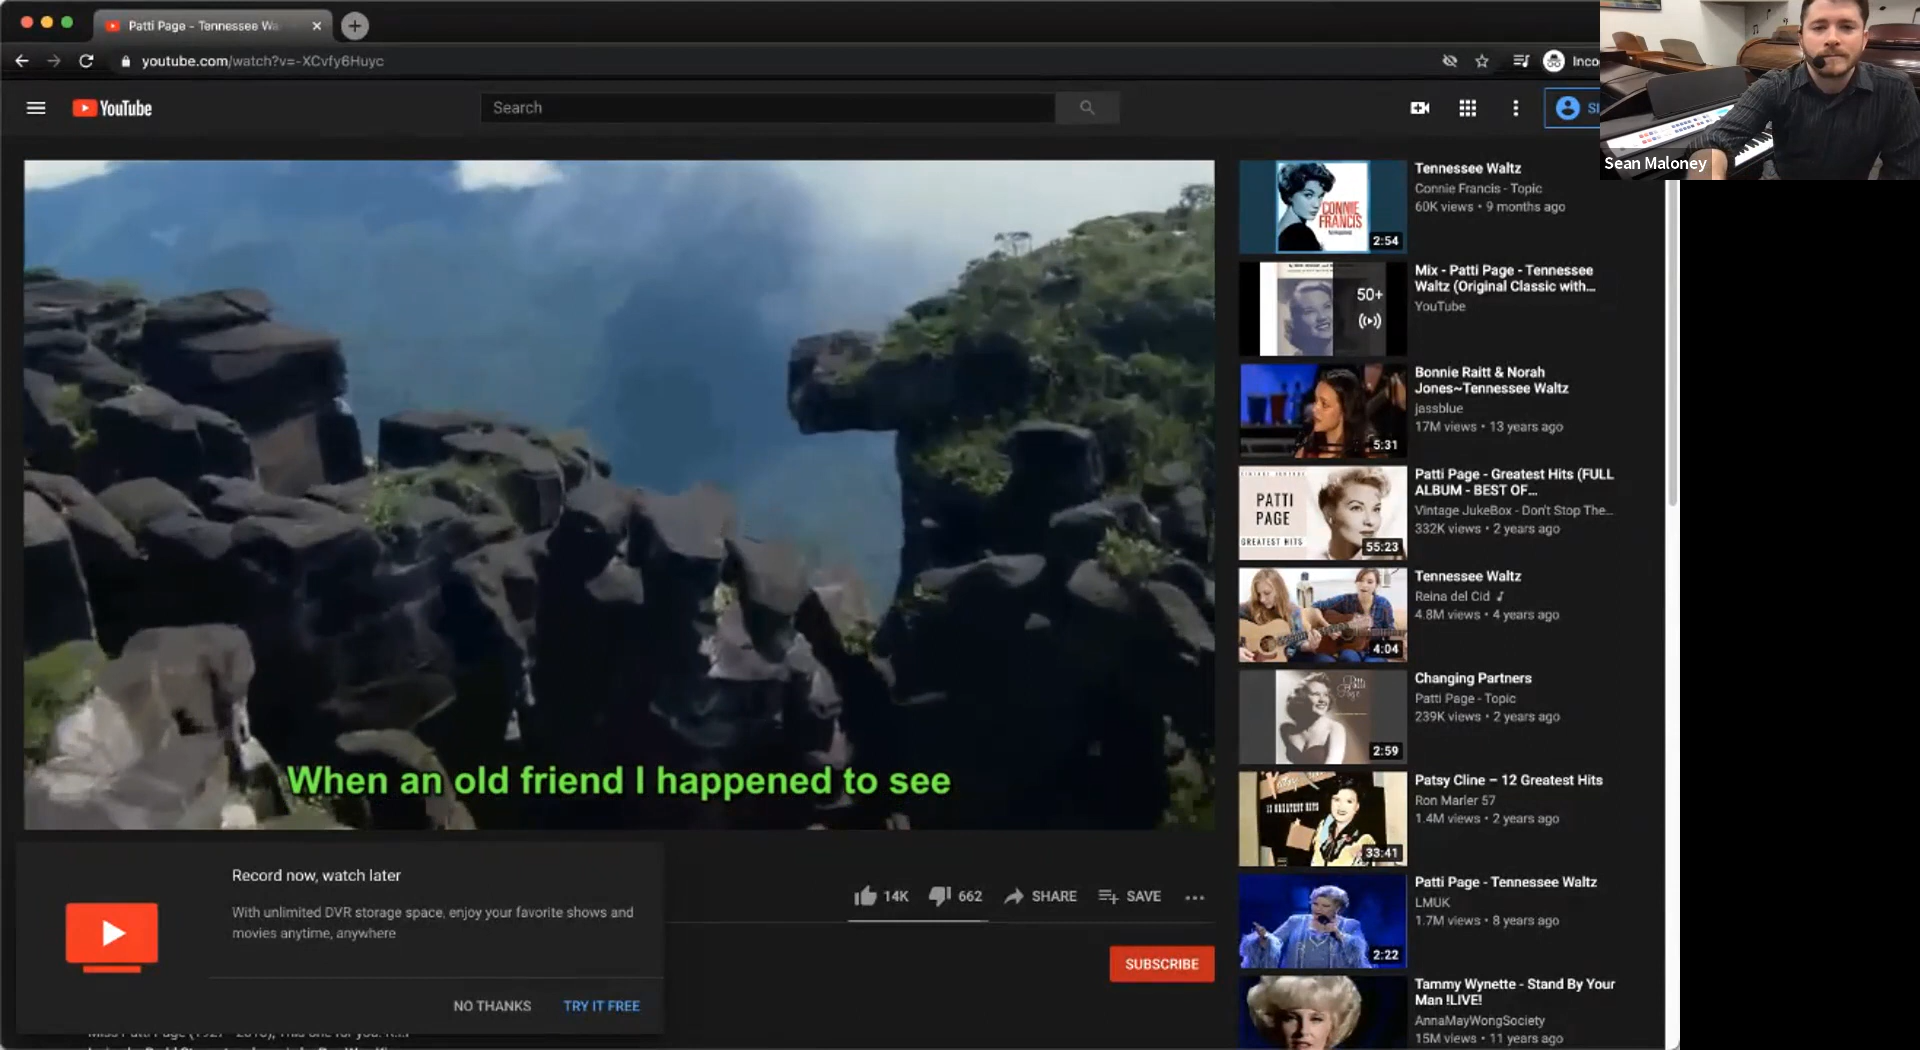 Patti Page - Tennessee Wa
youtube.com/watch?v=-XCvfy6Huyc
Inco
YouTube
Search
Sean Maloney
When an old friend I happened to see
Record now, watch later
With unlimited DVR storage space, enjoy your favorite shows and
movies anytime, anywhere
NO THANKS TRY IT FREE
14K 662 SHARE SAVE
SUBSCRIBE
CONNIE
FRANCIS
2:54
Tennessee Waltz
Connie Francis - Topic
60K views • 9 months ago
50+
Mix - Patti Page - Tennessee
Waltz (Original Classic with...
YouTube
5:31
Bonnie Raitt & Norah
Jones~Tennessee Waltz
jassblue
17M views • 13 years ago
PATTI
PAGE
GREATEST HITS
55:23
Patti Page - Greatest Hits (FULL
ALBUM - BEST OF...
Vintage JukeBox - Don't Stop The...
332K views • 2 years ago
4:04
Tennessee Waltz
Reina del Cid ♪
4.8M views • 4 years ago
Patti
Page
2:59
Changing Partners
Patti Page - Topic
239K views • 2 years ago
33:41
Patsy Cline – 12 Greatest Hits
Ron Marler 57
1.4M views • 2 years ago
2:22
Patti Page - Tennessee Waltz
LMUK
1.7M views • 8 years ago
Tammy Wynette - Stand By Your
Man !LIVE!
AnnaMayWongSociety
15M views • 11 years ago